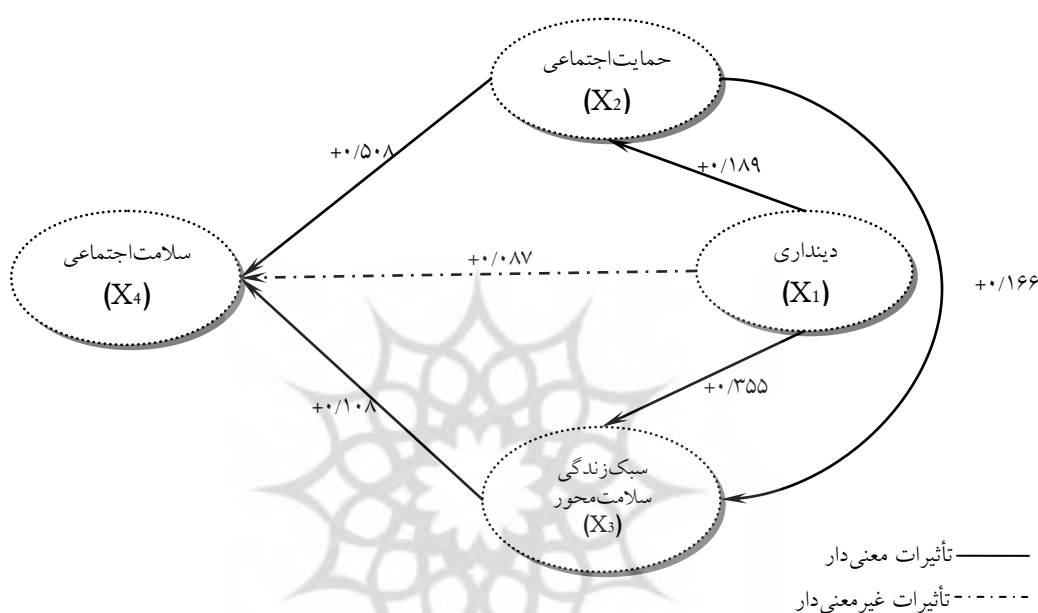 حمایت‌اجتماعی
(X2)
+۰/۵۰۸
+۰/۱۸۹
سلامت‌اجتماعی
(X4)
+۰/۰۸۷
دینداری
(X1)
+۰/۱۶۶
+۰/۳۵۵
+۰/۱۰۸
سبک‌زندگی
سلامت‌محور
(X3)
تأثیرات معنی‌دار
تأثیرات غیرمعنی‌دار